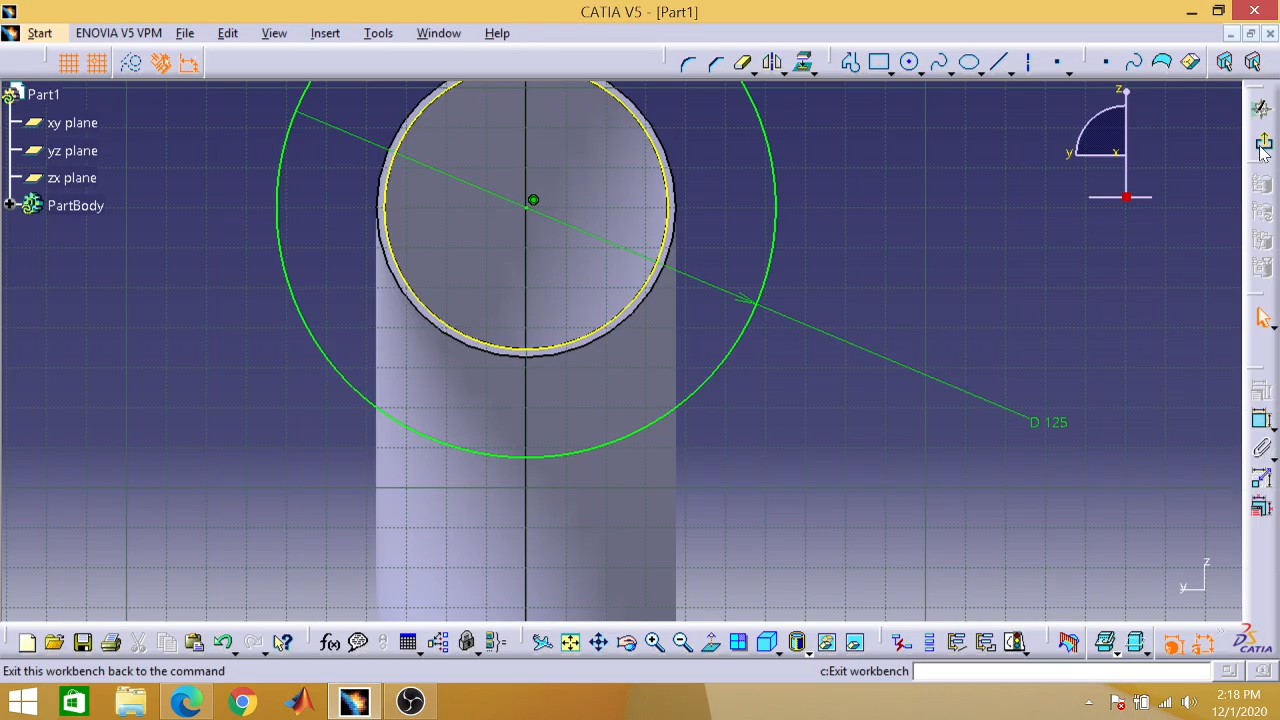 CATIA V5 - [Part1]
Start ENOVIA V5 VPM File Edit View Insert Tools Window Help
Part1
xy plane
yz plane
zx plane
PartBody
z
y x
D 125
z
y
f(x)
CATIA
Exit this workbench back to the command
c:Exit workbench
2:18 PM
12/1/2020